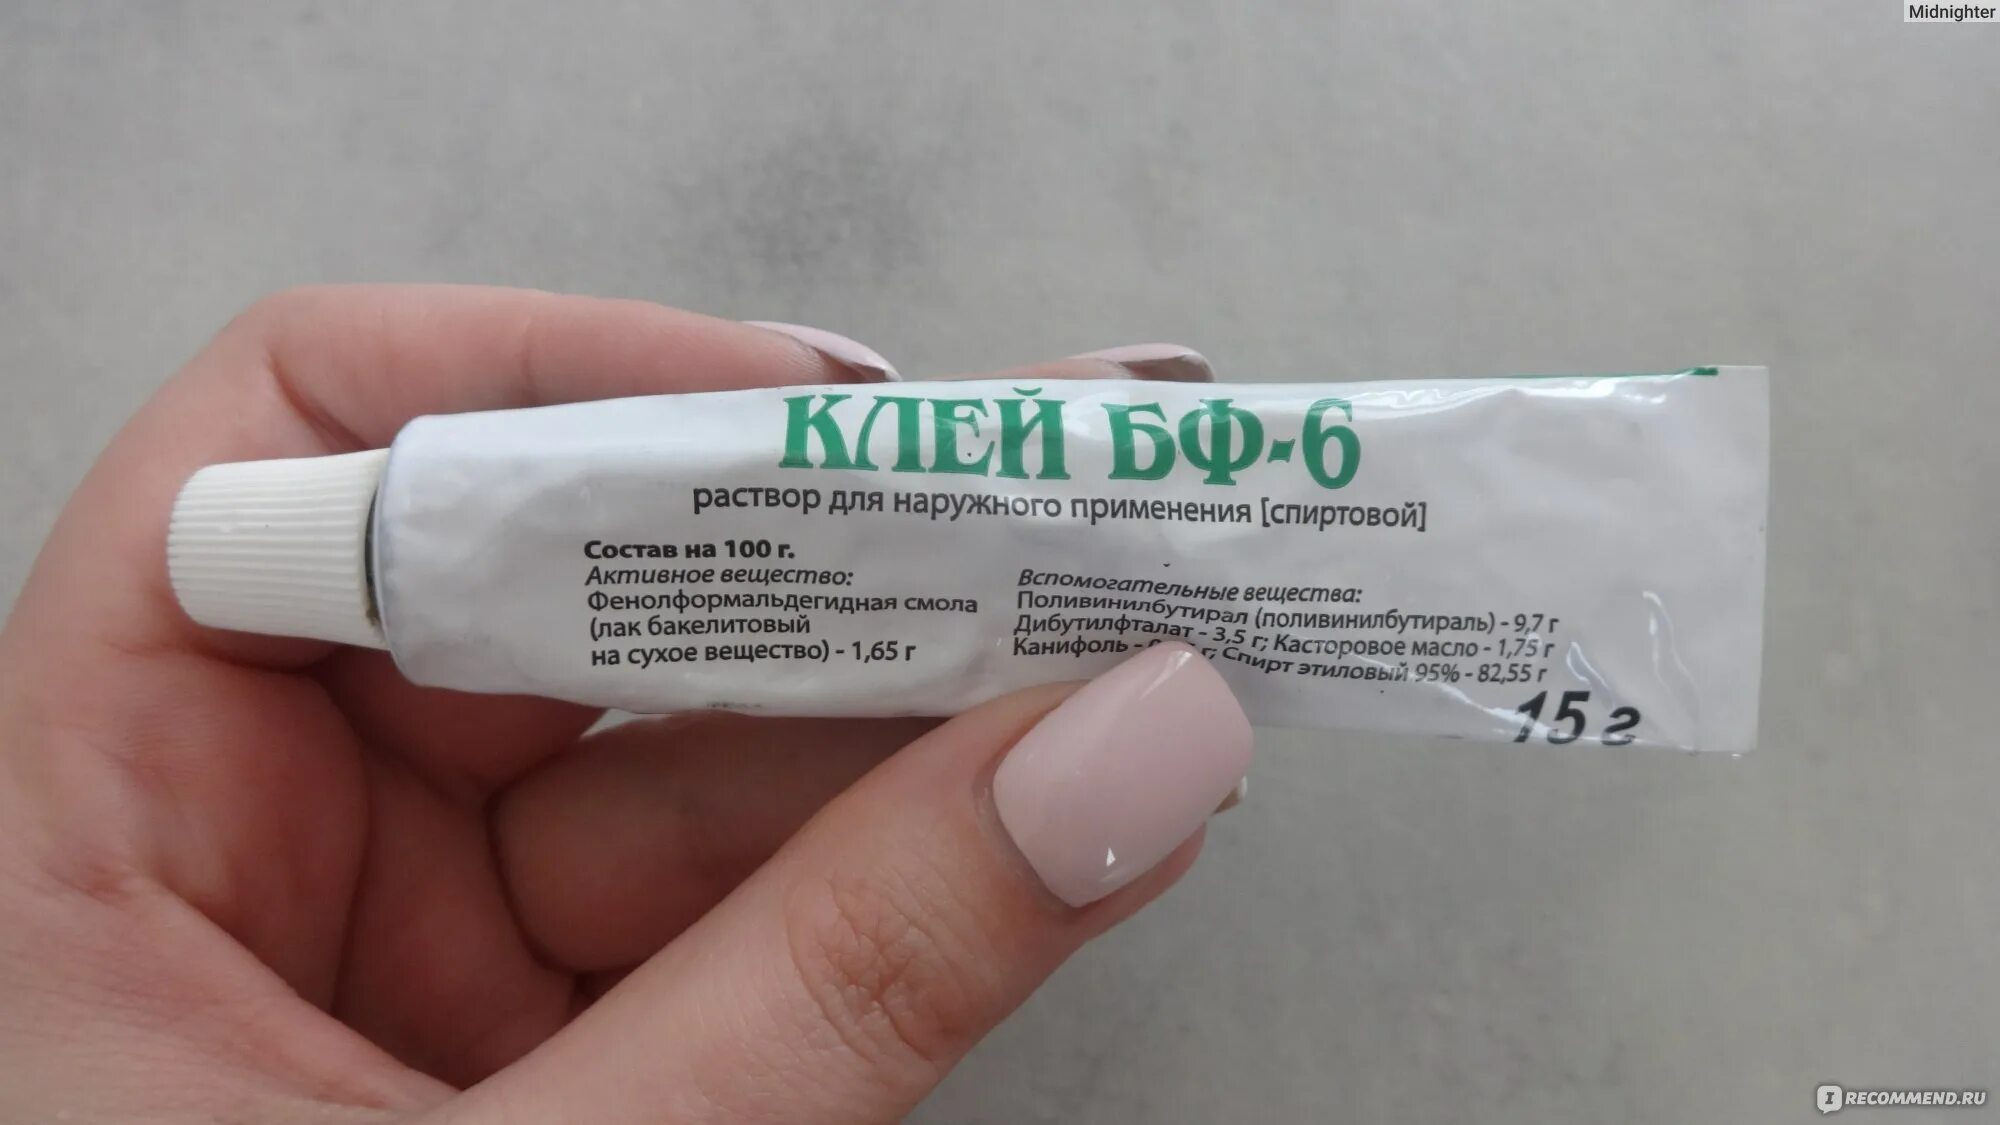 Midnighter
КЛЕЙ БФ-6
раствор для наружного применения [спиртовой]
Состав на 100 г.
Активное вещество:
Фенолформальдегидная смола
(лак бакелитовый
на сухое вещество) - 1,65 г
Вспомогательные вещества:
Поливинилбутирал (поливинилбутираль) - 9,7 г
Дибутилфталат - 3,5 г; Касторовое масло - 1,75 г
Канифоль - г; Спирт этиловый 95% - 82,55 г
15 г
IRECOMMEND.RU